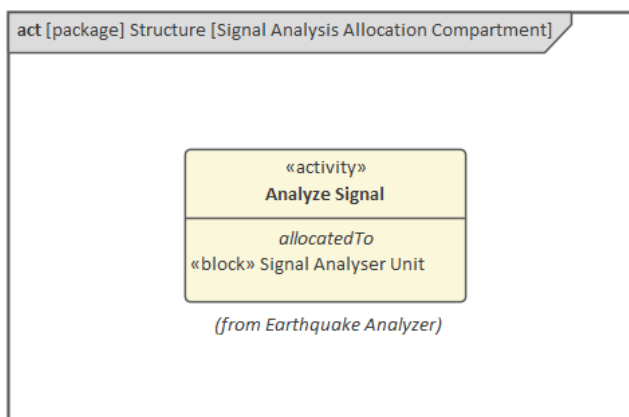 act [package] Structure [Signal Analysis Allocation Compartment]
«activity»
Analyze Signal
allocatedTo
«block» Signal Analyser Unit
(from Earthquake Analyzer)